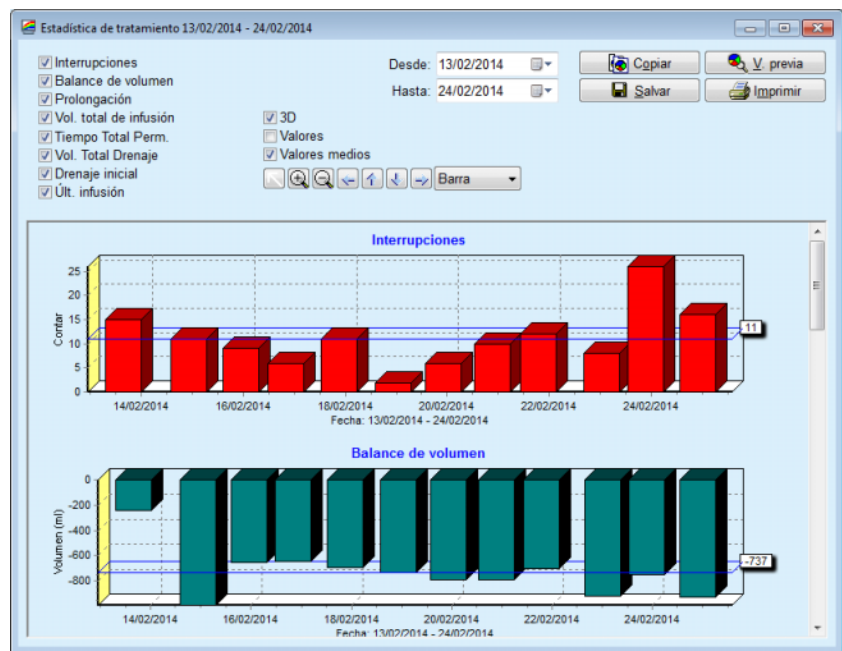 Estadística de tratamiento 13/02/2014 - 24/02/2014
Interrupciones
Balance de volumen
Prolongación
Vol. total de infusión
Tiempo Total Perm.
Vol. Total Drenaje
Drenaje inicial
Últ. infusión
3D
Valores
Valores medios
Barra
Desde: 13/02/2014
Hasta: 24/02/2014
Copiar
V. previa
Salvar
Imprimir
Interrupciones
Contar
25
20
15
10
5
0
11
14/02/2014 16/02/2014 18/02/2014 20/02/2014 22/02/2014 24/02/2014
Fecha: 13/02/2014 - 24/02/2014
Balance de volumen
Volumen (ml)
0
-200
-400
-600
-800
-737
14/02/2014 16/02/2014 18/02/2014 20/02/2014 22/02/2014 24/02/2014
Fecha: 13/02/2014 - 24/02/2014